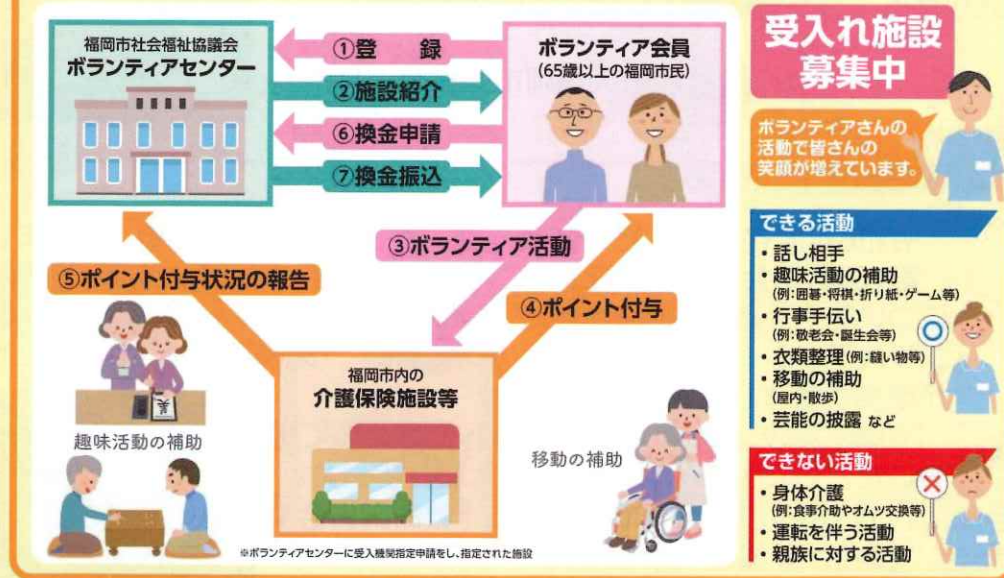 福岡市社会福祉協議会
ボランティアセンター
①登　録
②施設紹介
⑥換金申請
⑦換金振込
ボランティア会員
(65歳以上の福岡市民)
③ボランティア活動
④ポイント付与
⑤ポイント付与状況の報告
美
趣味活動の補助
福岡市内の
介護保険施設等
移動の補助
※ボランティアセンターに受入機関指定申請をし、指定された施設
受入れ施設
募集中
ボランティアさんの
活動で皆さんの
笑顔が増えています。
できる活動
・話し相手
・趣味活動の補助
(例:囲碁・将棋・折り紙・ゲーム等)
・行事手伝い
(例:敬老会・誕生会等)
・衣類整理(例:縫い物等)
・移動の補助
(屋内・散歩)
・芸能の披露 など
できない活動
・身体介護
(例:食事介助やオムツ交換等)
・運転を伴う活動
・親族に対する活動